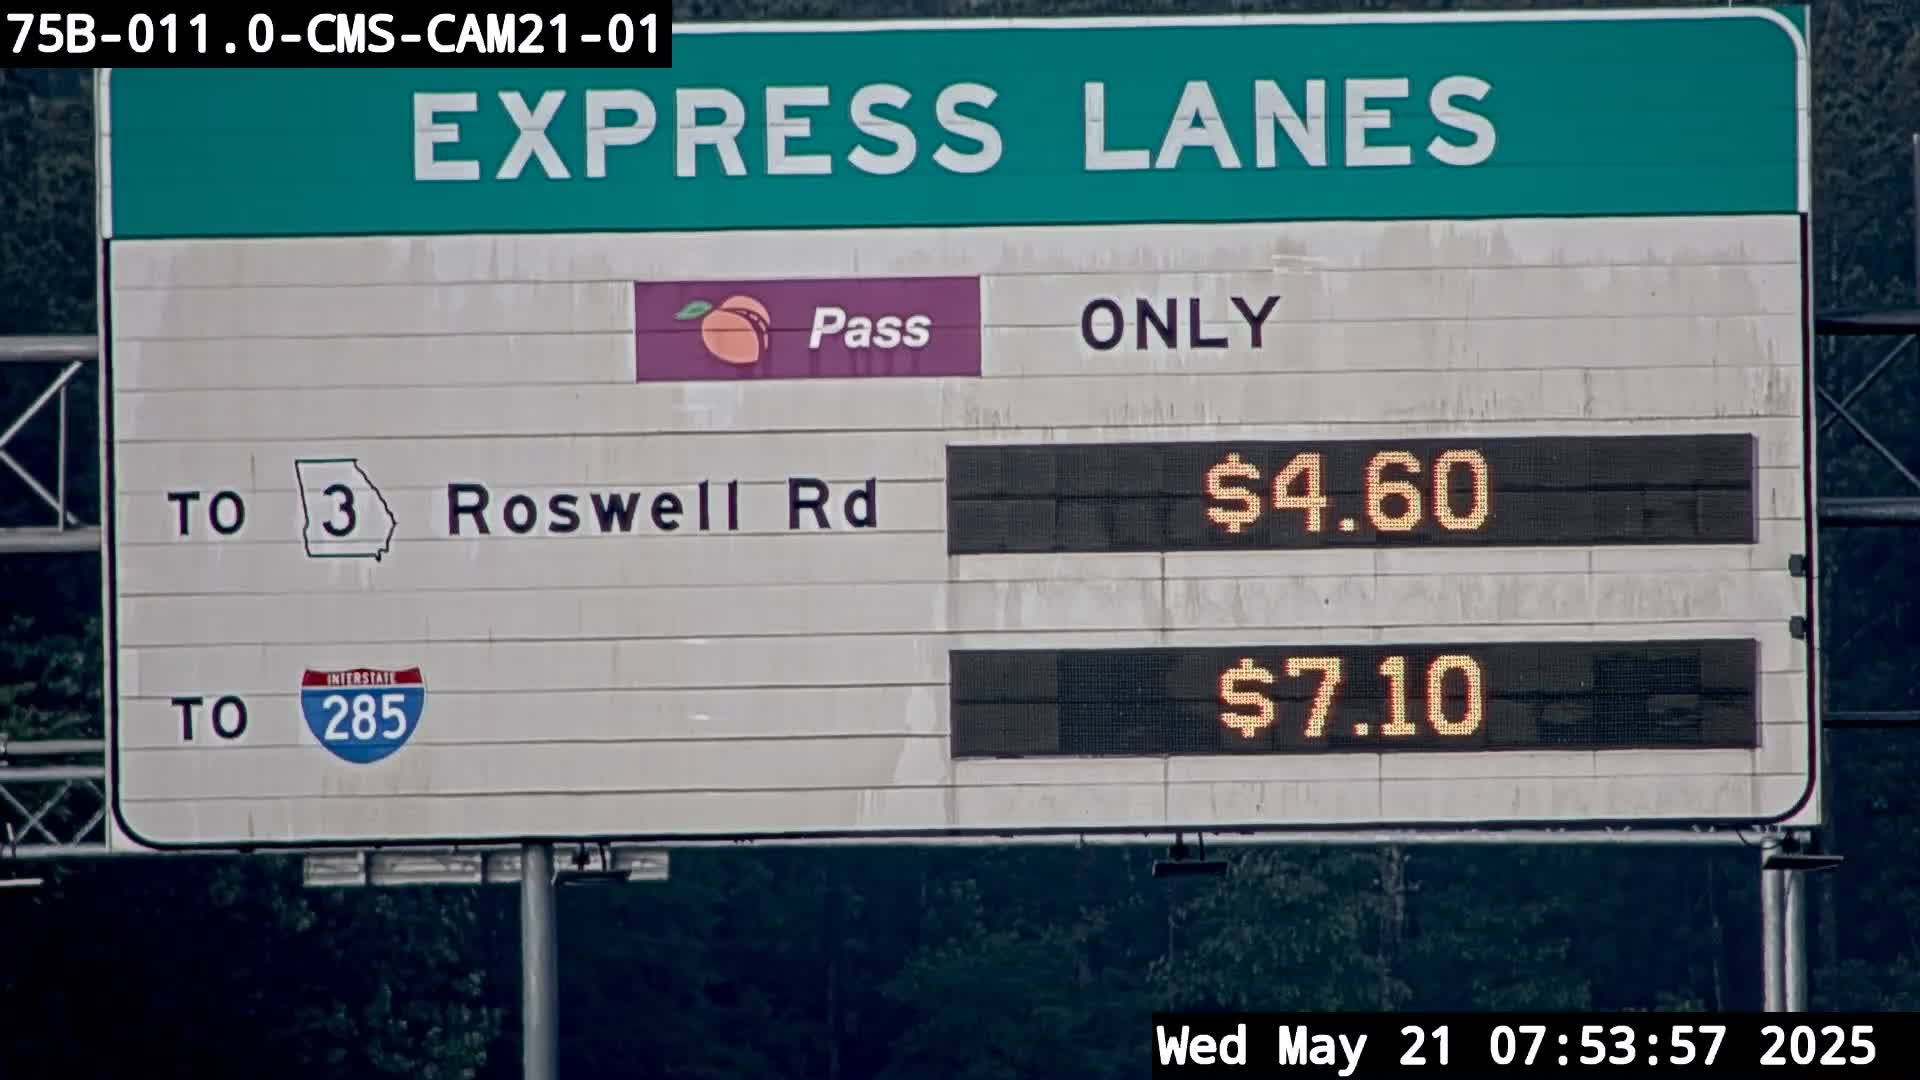 75B-011.0-CMS-CAM21-01
EXPRESS LANES
Pass ONLY
TO 3 Roswell Rd $4.60
INTERSTATE
TO 285 $7.10
Wed May 21 07:53:57 2025